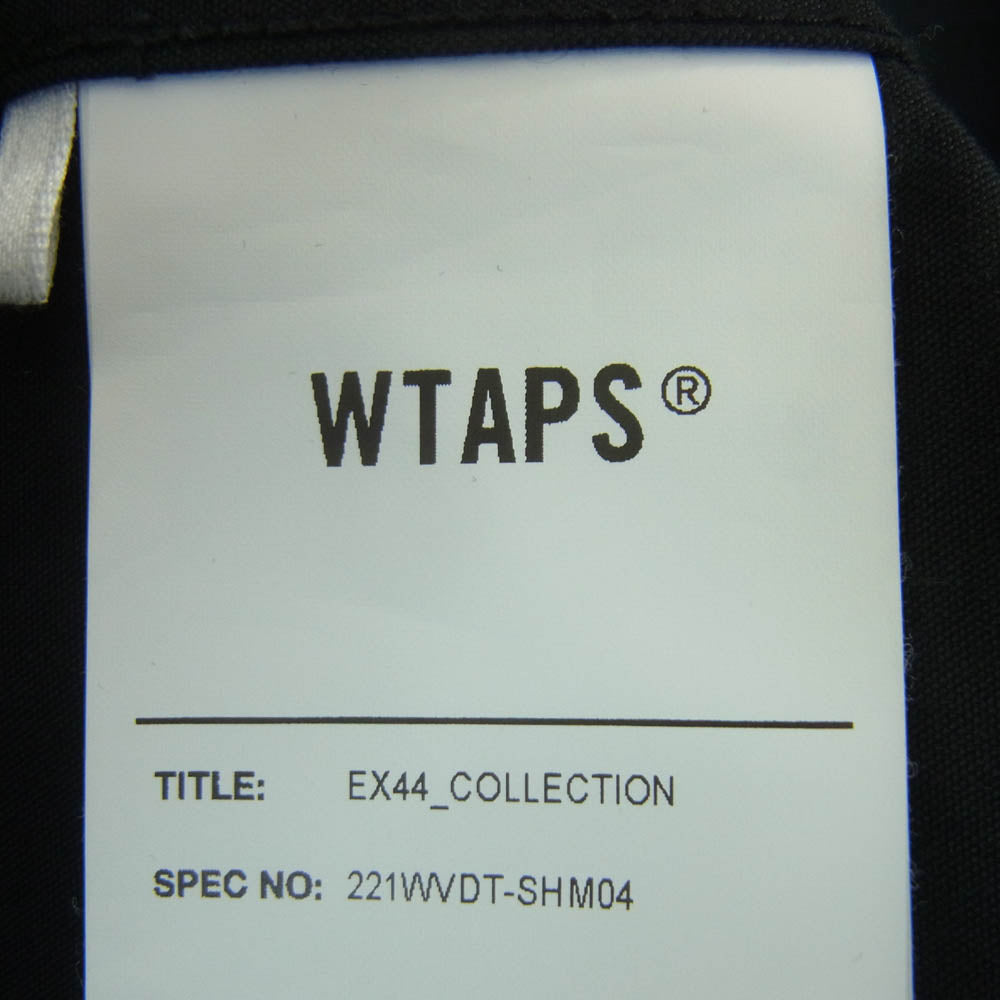 WTAPS®
TITLE: EX44_COLLECTION
SPEC NO: 221WVDT-SHM04